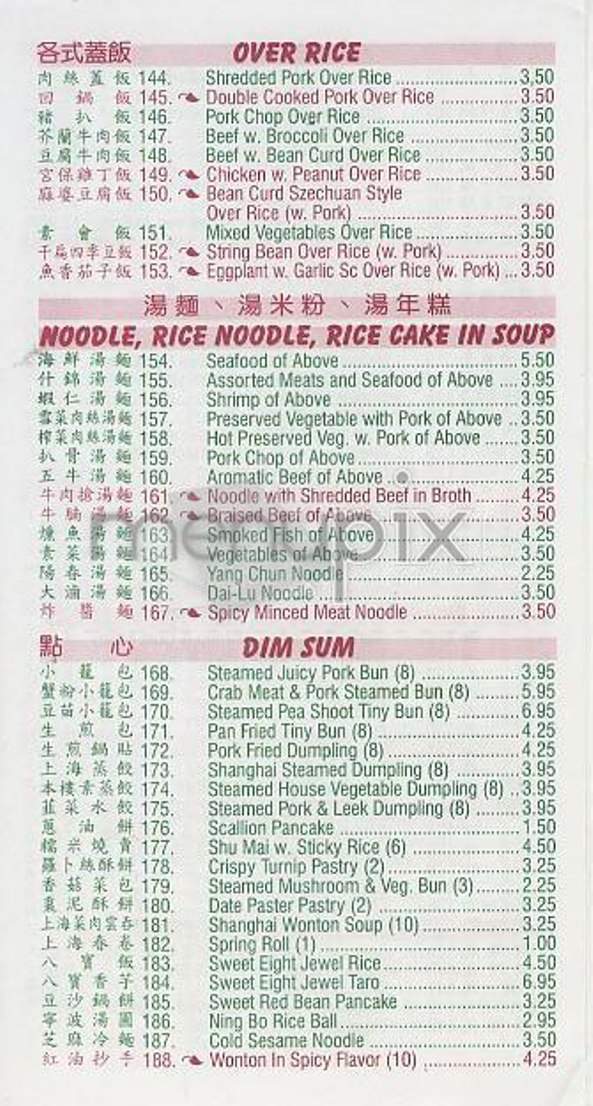 各式蓋飯 OVER RICE
肉絲蓋飯 144. Shredded Pork Over Rice 3.50
回鍋飯 145. Double Cooked Pork Over Rice 3.50
豬扒飯 146. Pork Chop Over Rice 3.50
芥蘭牛肉飯 147. Beef w. Broccoli Over Rice 3.50
豆腐牛肉飯 148. Beef w. Bean Curd Over Rice 3.50
宮保雞丁飯 149. Chicken w. Peanut Over Rice 3.50
麻婆豆腐飯 150. Bean Curd Szechuan Style
Over Rice (w. Pork) 3.50
素會飯 151. Mixed Vegetables Over Rice 3.50
干扁四季豆飯 152. String Bean Over Rice (w. Pork) 3.50
魚香茄子飯 153. Eggplant w. Garlic Sc Over Rice (w. Pork) 3.50
湯麵、湯米粉、湯年糕
NOODLE, RICE NOODLE, RICE CAKE IN SOUP
海鮮湯麵 154. Seafood of Above 5.50
什錦湯麵 155. Assorted Meats and Seafood of Above 3.95
蝦仁湯麵 156. Shrimp of Above 3.95
雪菜肉絲湯麵 157. Preserved Vegetable with Pork of Above 3.50
榨菜肉絲湯麵 158. Hot Preserved Veg. w. Pork of Above 3.50
扒骨湯麵 159. Pork Chop of Above 3.50
五牛湯麵 160. Aromatic Beef of Above 4.25
牛肉搶湯麵 161. Noodle with Shredded Beef in Broth 4.25
牛腩湯麵 162. Braised Beef of Above 3.50
燻魚湯麵 163. Smoked Fish of Above 4.25
素菜湯麵 164. Vegetables of Above 3.50
陽春湯麵 165. Yang Chun Noodle 2.25
大滷湯麵 166. Dai-Lu Noodle 3.50
炸醬麵 167. Spicy Minced Meat Noodle 3.50
menupix
點心 DIM SUM
小籠包 168. Steamed Juicy Pork Bun (8) 3.95
蟹粉小籠包 169. Crab Meat & Pork Steamed Bun (8) 5.95
豆苗小籠包 170. Steamed Pea Shoot Tiny Bun (8) 6.95
生煎包 171. Pan Fried Tiny Bun (8) 4.25
生煎鍋貼 172. Pork Fried Dumpling (8) 4.25
上海蒸餃 173. Shanghai Steamed Dumpling (8) 3.95
本樓素蒸餃 174. Steamed House Vegetable Dumpling (8) 3.95
韮菜水餃 175. Steamed Pork & Leek Dumpling (8) 3.95
蔥油餅 176. Scallion Pancake 1.50
糯米燒賣 177. Shu Mai w. Sticky Rice (6) 4.50
蘿卜絲酥餅 178. Crispy Turnip Pastry (2) 3.25
香菇菜包 179. Steamed Mushroom & Veg. Bun (3) 2.25
棗泥酥餅 180. Date Paster Pastry (2) 3.25
上海菜肉雲吞 181. Shanghai Wonton Soup (10) 3.25
上海春卷 182. Spring Roll (1) 1.00
八寶飯 183. Sweet Eight Jewel Rice 4.50
八寶香芋 184. Sweet Eight Jewel Taro 6.95
豆沙鍋餅 185. Sweet Red Bean Pancake 3.25
寧波湯圓 186. Ning Bo Rice Ball 2.95
芝麻冷麵 187. Cold Sesame Noodle 3.50
紅油抄手 188. Wonton In Spicy Flavor (10) 4.25